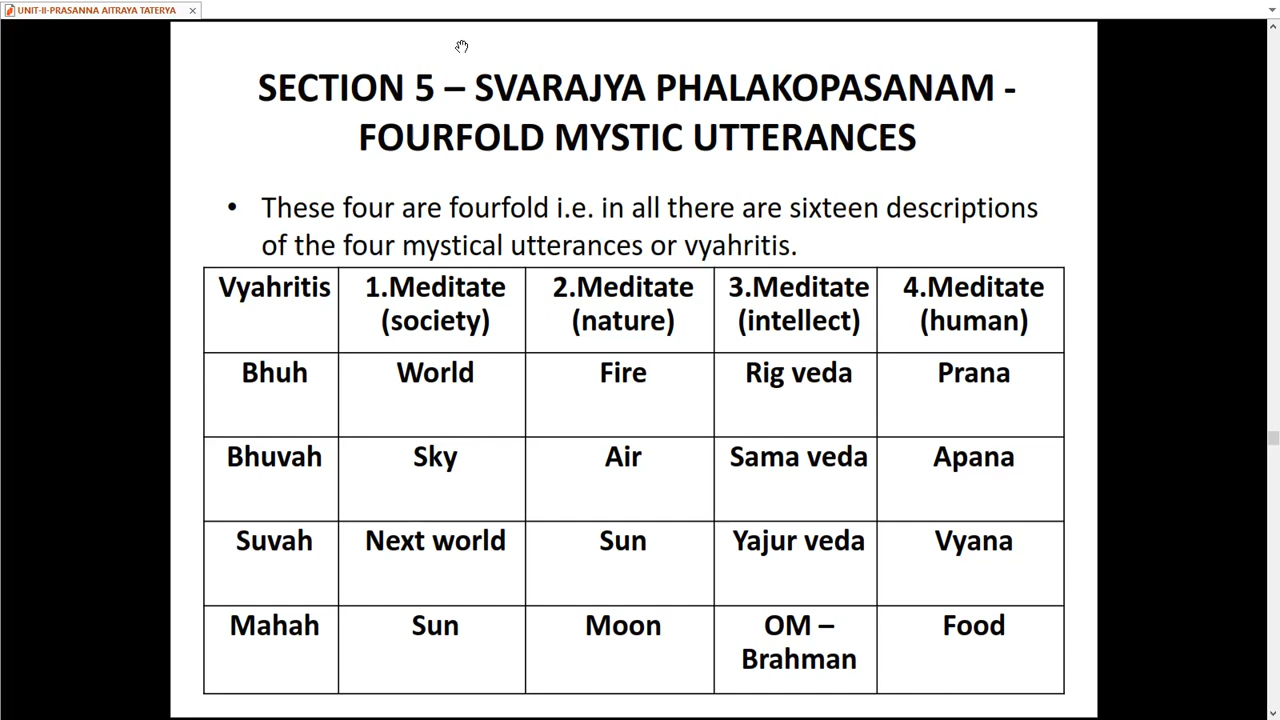 UNIT-II-PRASANNA AITRAYA TATERYA
SECTION 5 – SVARAJYA PHALAKOPASANAM -
FOURFOLD MYSTIC UTTERANCES
• These four are fourfold i.e. in all there are sixteen descriptions
of the four mystical utterances or vyahritis.
Vyahritis 1.Meditate 2.Meditate 3.Meditate 4.Meditate
(society) (nature) (intellect) (human)
Bhuh World Fire Rig veda Prana
Bhuvah Sky Air Sama veda Apana
Suvah Next world Sun Yajur veda Vyana
Mahah Sun Moon OM – Food
Brahman